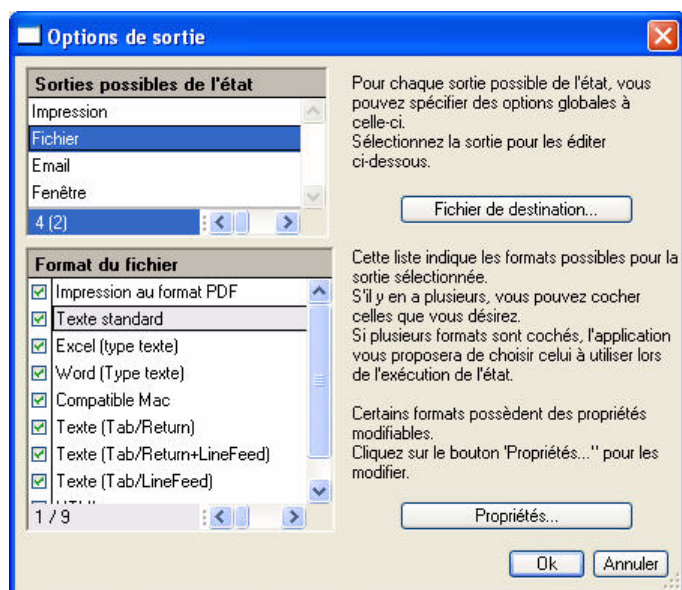 Options de sortie
Sorties possibles de l'état
Impression
Fichier
Email
Fenêtre
4 (2)
Pour chaque sortie possible de l'état, vous
pouvez spécifier des options globales à
celle-ci.
Sélectionnez la sortie pour les éditer
ci-dessous.
Fichier de destination...
Format du fichier
Impression au format PDF
Texte standard
Excel (type texte)
Word (Type texte)
Compatible Mac
Texte (Tab/Return)
Texte (Tab/Return+LineFeed)
Texte (Tab/LineFeed)
1 / 9
Cette liste indique les formats possibles pour la
sortie sélectionnée.
S'il y en a plusieurs, vous pouvez cocher
celles que vous désirez.
Si plusieurs formats sont cochés, l'application
vous proposera de choisir celui à utiliser lors
de l'exécution de l'état.
Certains formats possèdent des propriétés
modifiables.
Cliquez sur le bouton 'Propriétés...'' pour les
modifier.
Propriétés...
Ok
Annuler